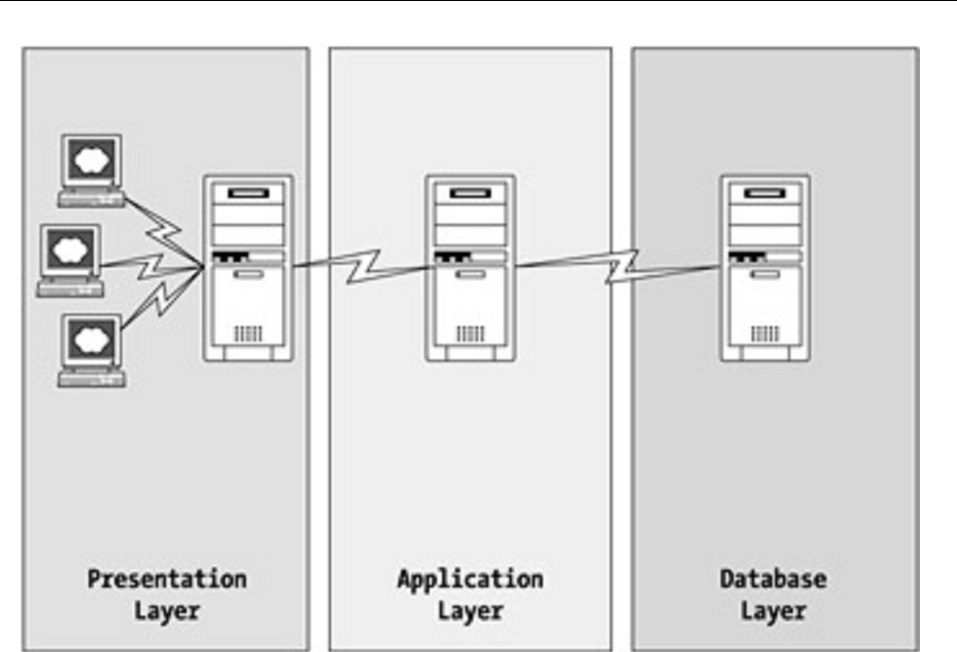 Presentation
Layer
Application
Layer
Database
Layer